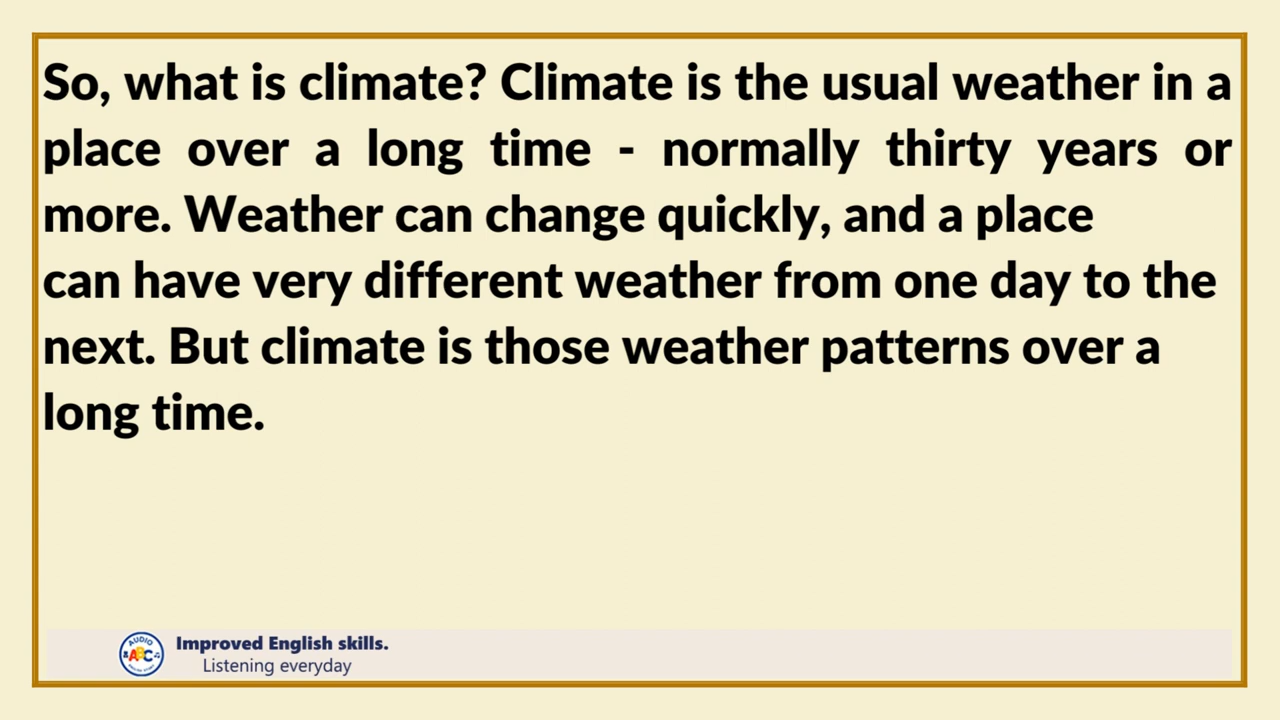 So, what is climate? Climate is the usual weather in a
place over a long time - normally thirty years or
more. Weather can change quickly, and a place
can have very different weather from one day to the
next. But climate is those weather patterns over a
long time.
AUDIO
ABC
Improved English skills.
Listening everyday